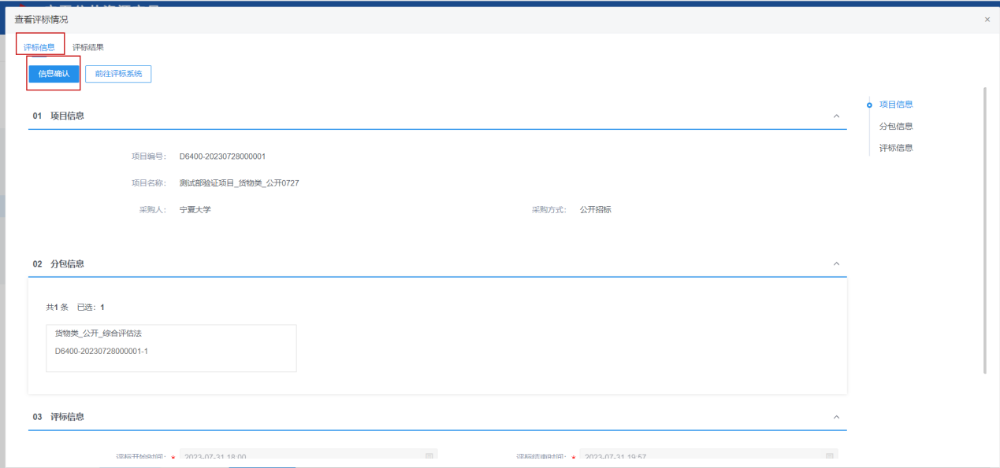 查看评标情况 ×
评标信息 评标结果
信息确认 前往评标系统
项目信息
分包信息
评标信息
01 项目信息
项目编号： D6400-20230728000001
项目名称： 测试部验证项目_货物类_公开0727
采购人： 宁夏大学 采购方式： 公开招标
02 分包信息
共1 条 已选：1
货物类_公开_综合评估法
D6400-20230728000001-1
03 评标信息
评标开始时间： * 2023-07-31 18:00 评标结束时间： * 2023-07-31 19:57